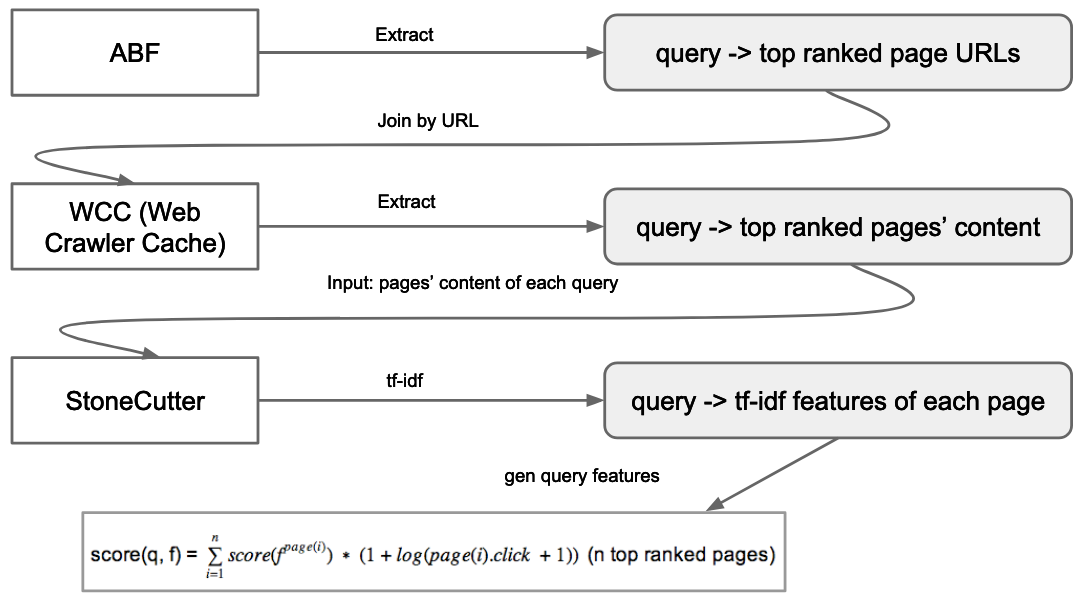 ABF
Extract
query -> top ranked page URLs
Join by URL
WCC (Web
Crawler Cache)
Extract
query -> top ranked pages’ content
Input: pages’ content of each query
StoneCutter
tf-idf
query -> tf-idf features of each page
gen query features
score(q, f) = ∑_{i=1}^{n} score(f^{page(i)}) * (1 + log(page(i).click + 1)) (n top ranked pages)